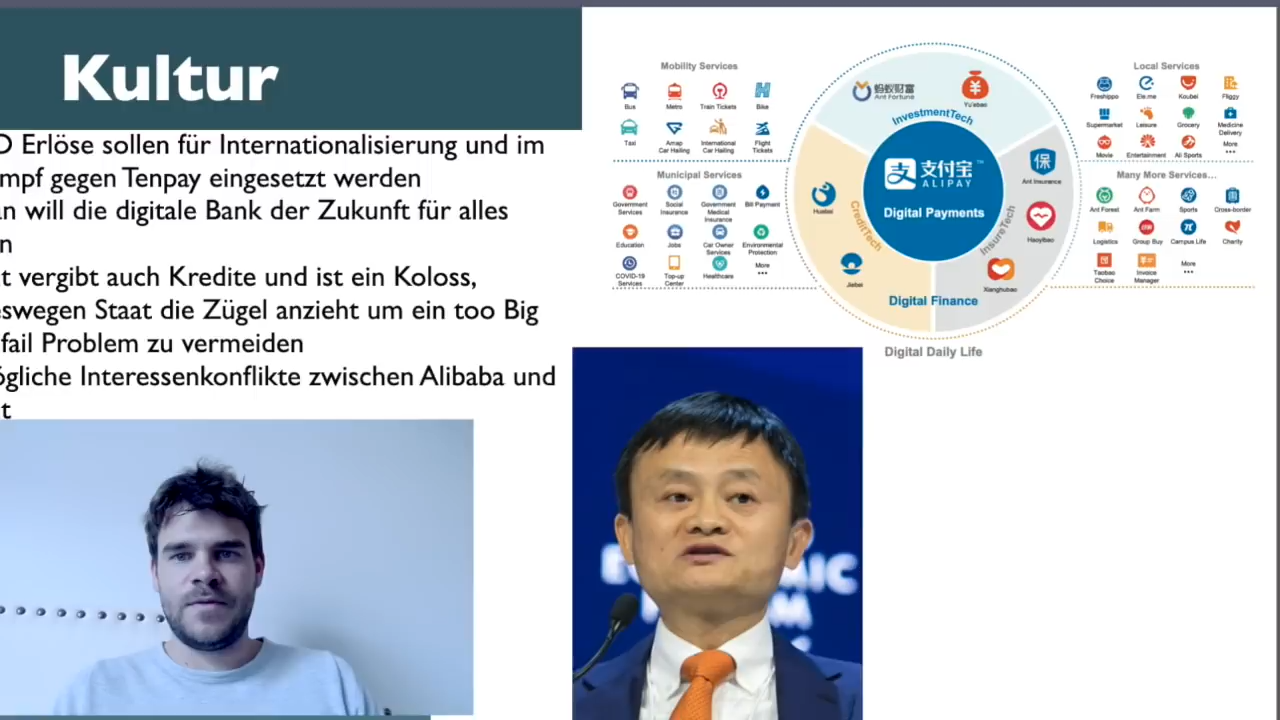 Kultur
O Erlöse sollen für Internationalisierung und im
mpf gegen Tenpay eingesetzt werden
n will die digitale Bank der Zukunft für alles
n
t vergibt auch Kredite und ist ein Koloss,
swegen Staat die Zügel anzieht um ein too Big
fail Problem zu vermeiden
ögliche Interessenkonflikte zwischen Alibaba und
t
Mobility Services
Bus Metro Train Tickets Bike
Taxi Amap Car Hailing International Car Hailing Flight Tickets
Municipal Services
Government Services Social Insurance Government Medical Insurance Bill Payment
Education Jobs Car Owner Services Environmental Protection
COVID-19 Services Top-up Center Healthcare More
蚂蚁财富
Ant Fortune
Yu'ebao
InvestmentTech
支付宝
ALIPAY
Digital Payments
Huabei
CreditTech
Jiebei
保
Ant Insurance
Haoyibao
InsureTech
Xianghubao
Digital Finance
Digital Daily Life
Local Services
Freshippo Ele.me Koubei Fliggy
Supermarket Leisure Grocery Medicine Delivery
Movie Entertainment Ali Sports More
Many More Services...
Ant Forest Ant Farm Sports Cross-border
Logistics Group Buy Campus Life Charity
Taobao Choice Invoice Manager More